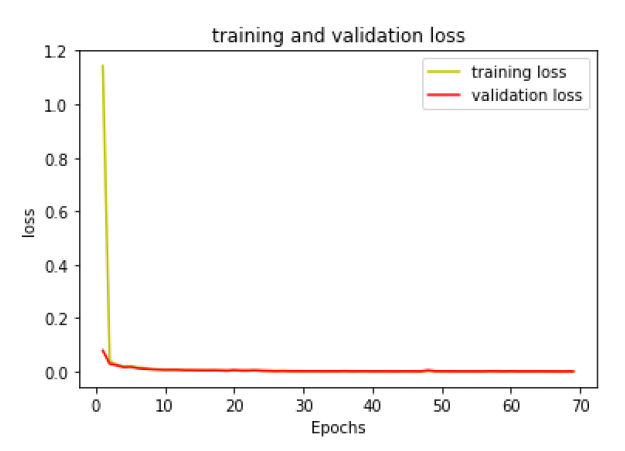 training and validation loss
training loss
validation loss
1.2
1.0
0.8
0.6
0.4
0.2
0.0
loss
0 10 20 30 40 50 60 70
Epochs